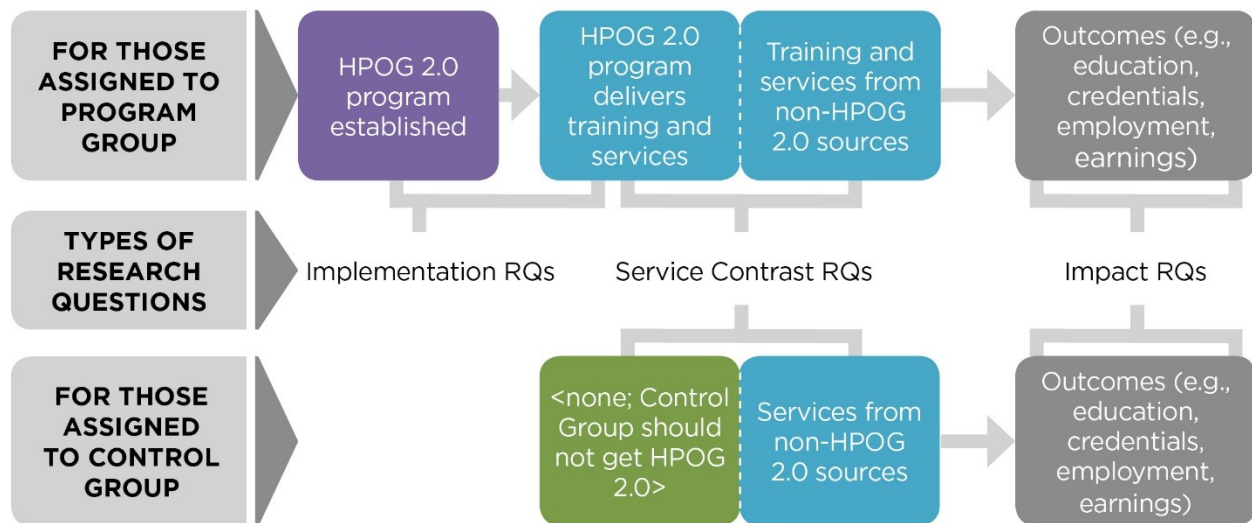 FOR THOSE
ASSIGNED TO
PROGRAM
GROUP
HPOG 2.0
program
established
HPOG 2.0
program
delivers
training and
services
Training and
services from
non-HPOG
2.0 sources
Outcomes (e.g.,
education,
credentials,
employment,
earnings)
TYPES OF
RESEARCH
QUESTIONS
Implementation RQs
Service Contrast RQs
Impact RQs
FOR THOSE
ASSIGNED
TO CONTROL
GROUP
<none; Control
Group should
not get HPOG
2.0>
Services from
non-HPOG
2.0 sources
Outcomes (e.g.,
education,
credentials,
employment,
earnings)